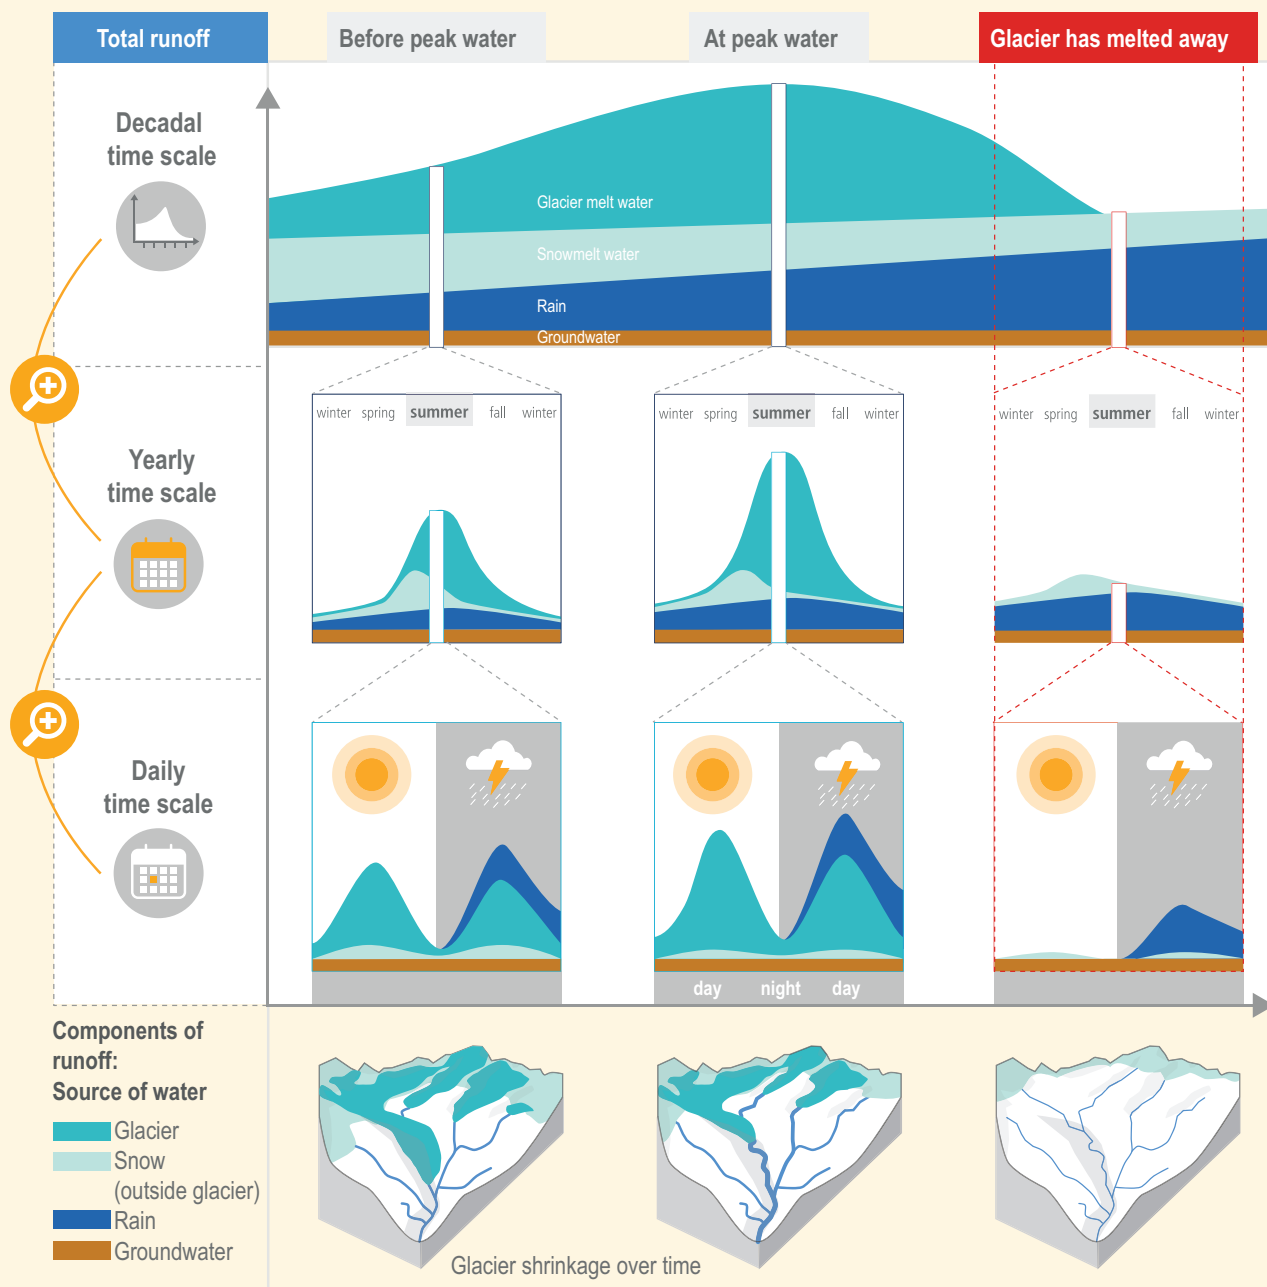 Total runoff
Before peak water
At peak water
Glacier has melted away
Decadal
time scale
Glacier melt water
Snowmelt water
Rain
Groundwater
Yearly
time scale
winter spring summer fall winter
winter spring summer fall winter
winter spring summer fall winter
Daily
time scale
day night day
Components of
runoff:
Source of water
Glacier
Snow
(outside glacier)
Rain
Groundwater
Glacier shrinkage over time